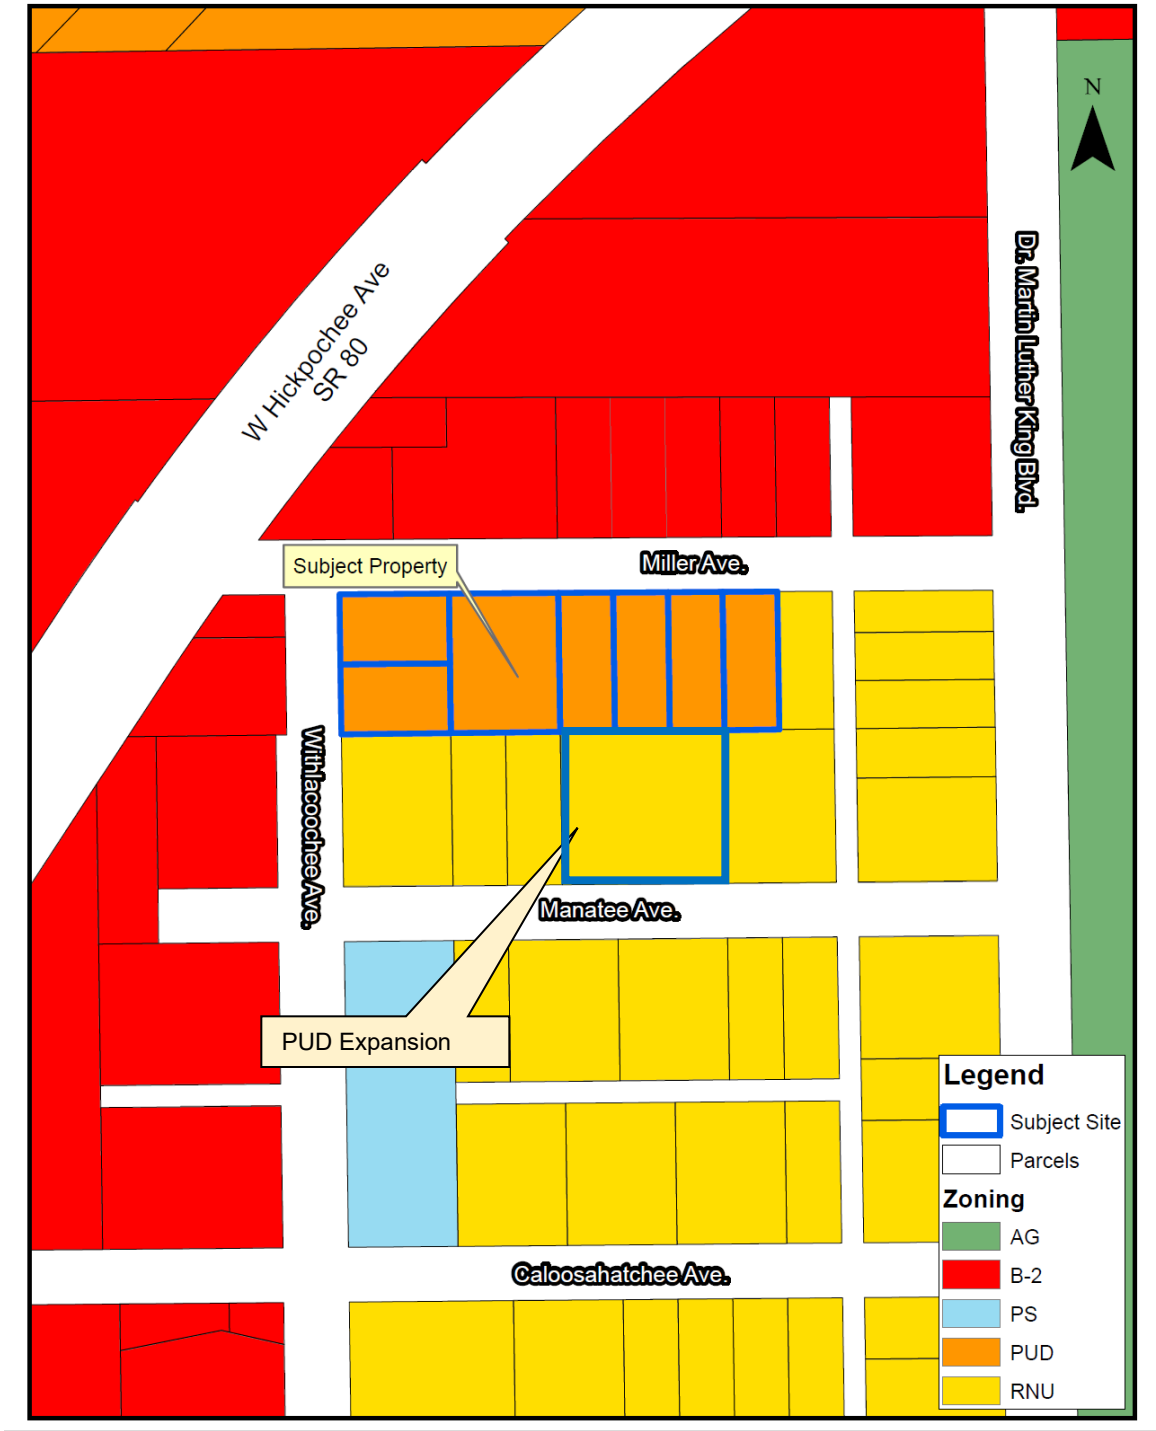 N
Dr. Martin Luther King Blvd.
W Hickpochee Ave
SR 80
Subject Property
Miller Ave.
Withlacoochee Ave.
Manatee Ave.
PUD Expansion
Caloosahatchee Ave.
Legend
Subject Site
Parcels
Zoning
AG
B-2
PS
PUD
RNU